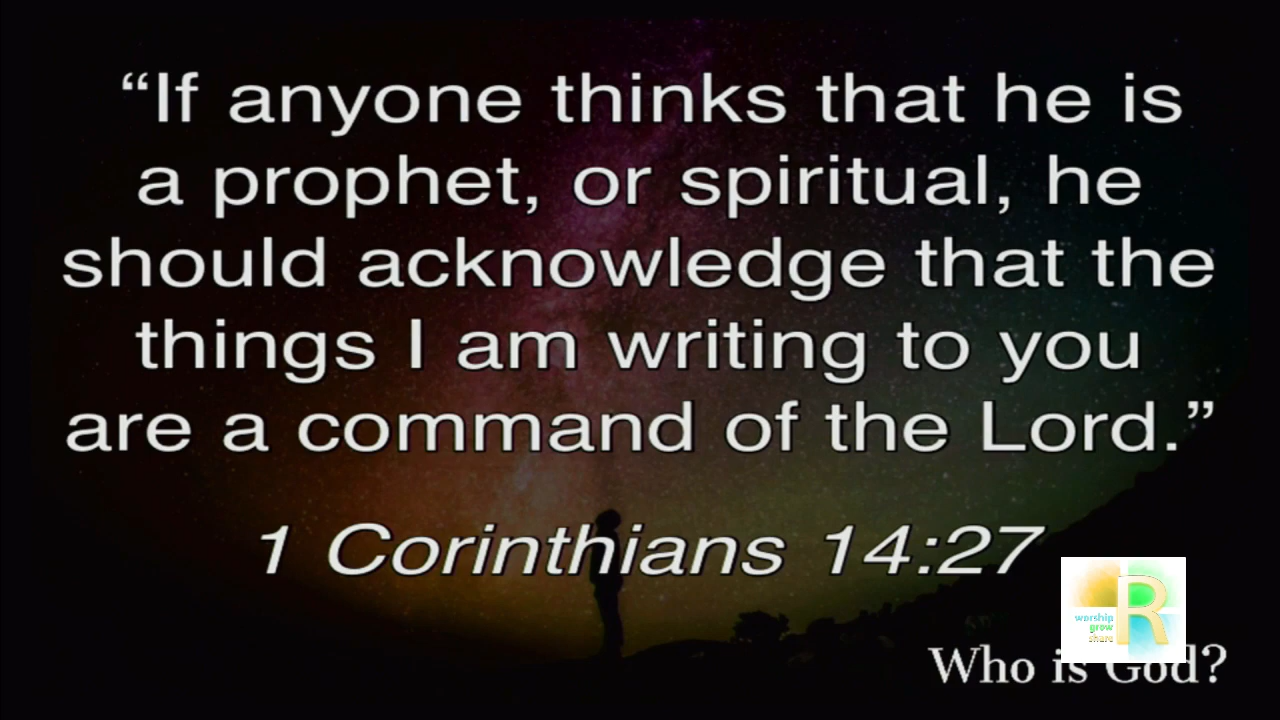 “If anyone thinks that he is
a prophet, or spiritual, he
should acknowledge that the
things I am writing to you
are a command of the Lord.”
1 Corinthians 14:27
R
worship
grow
share
Who is God?